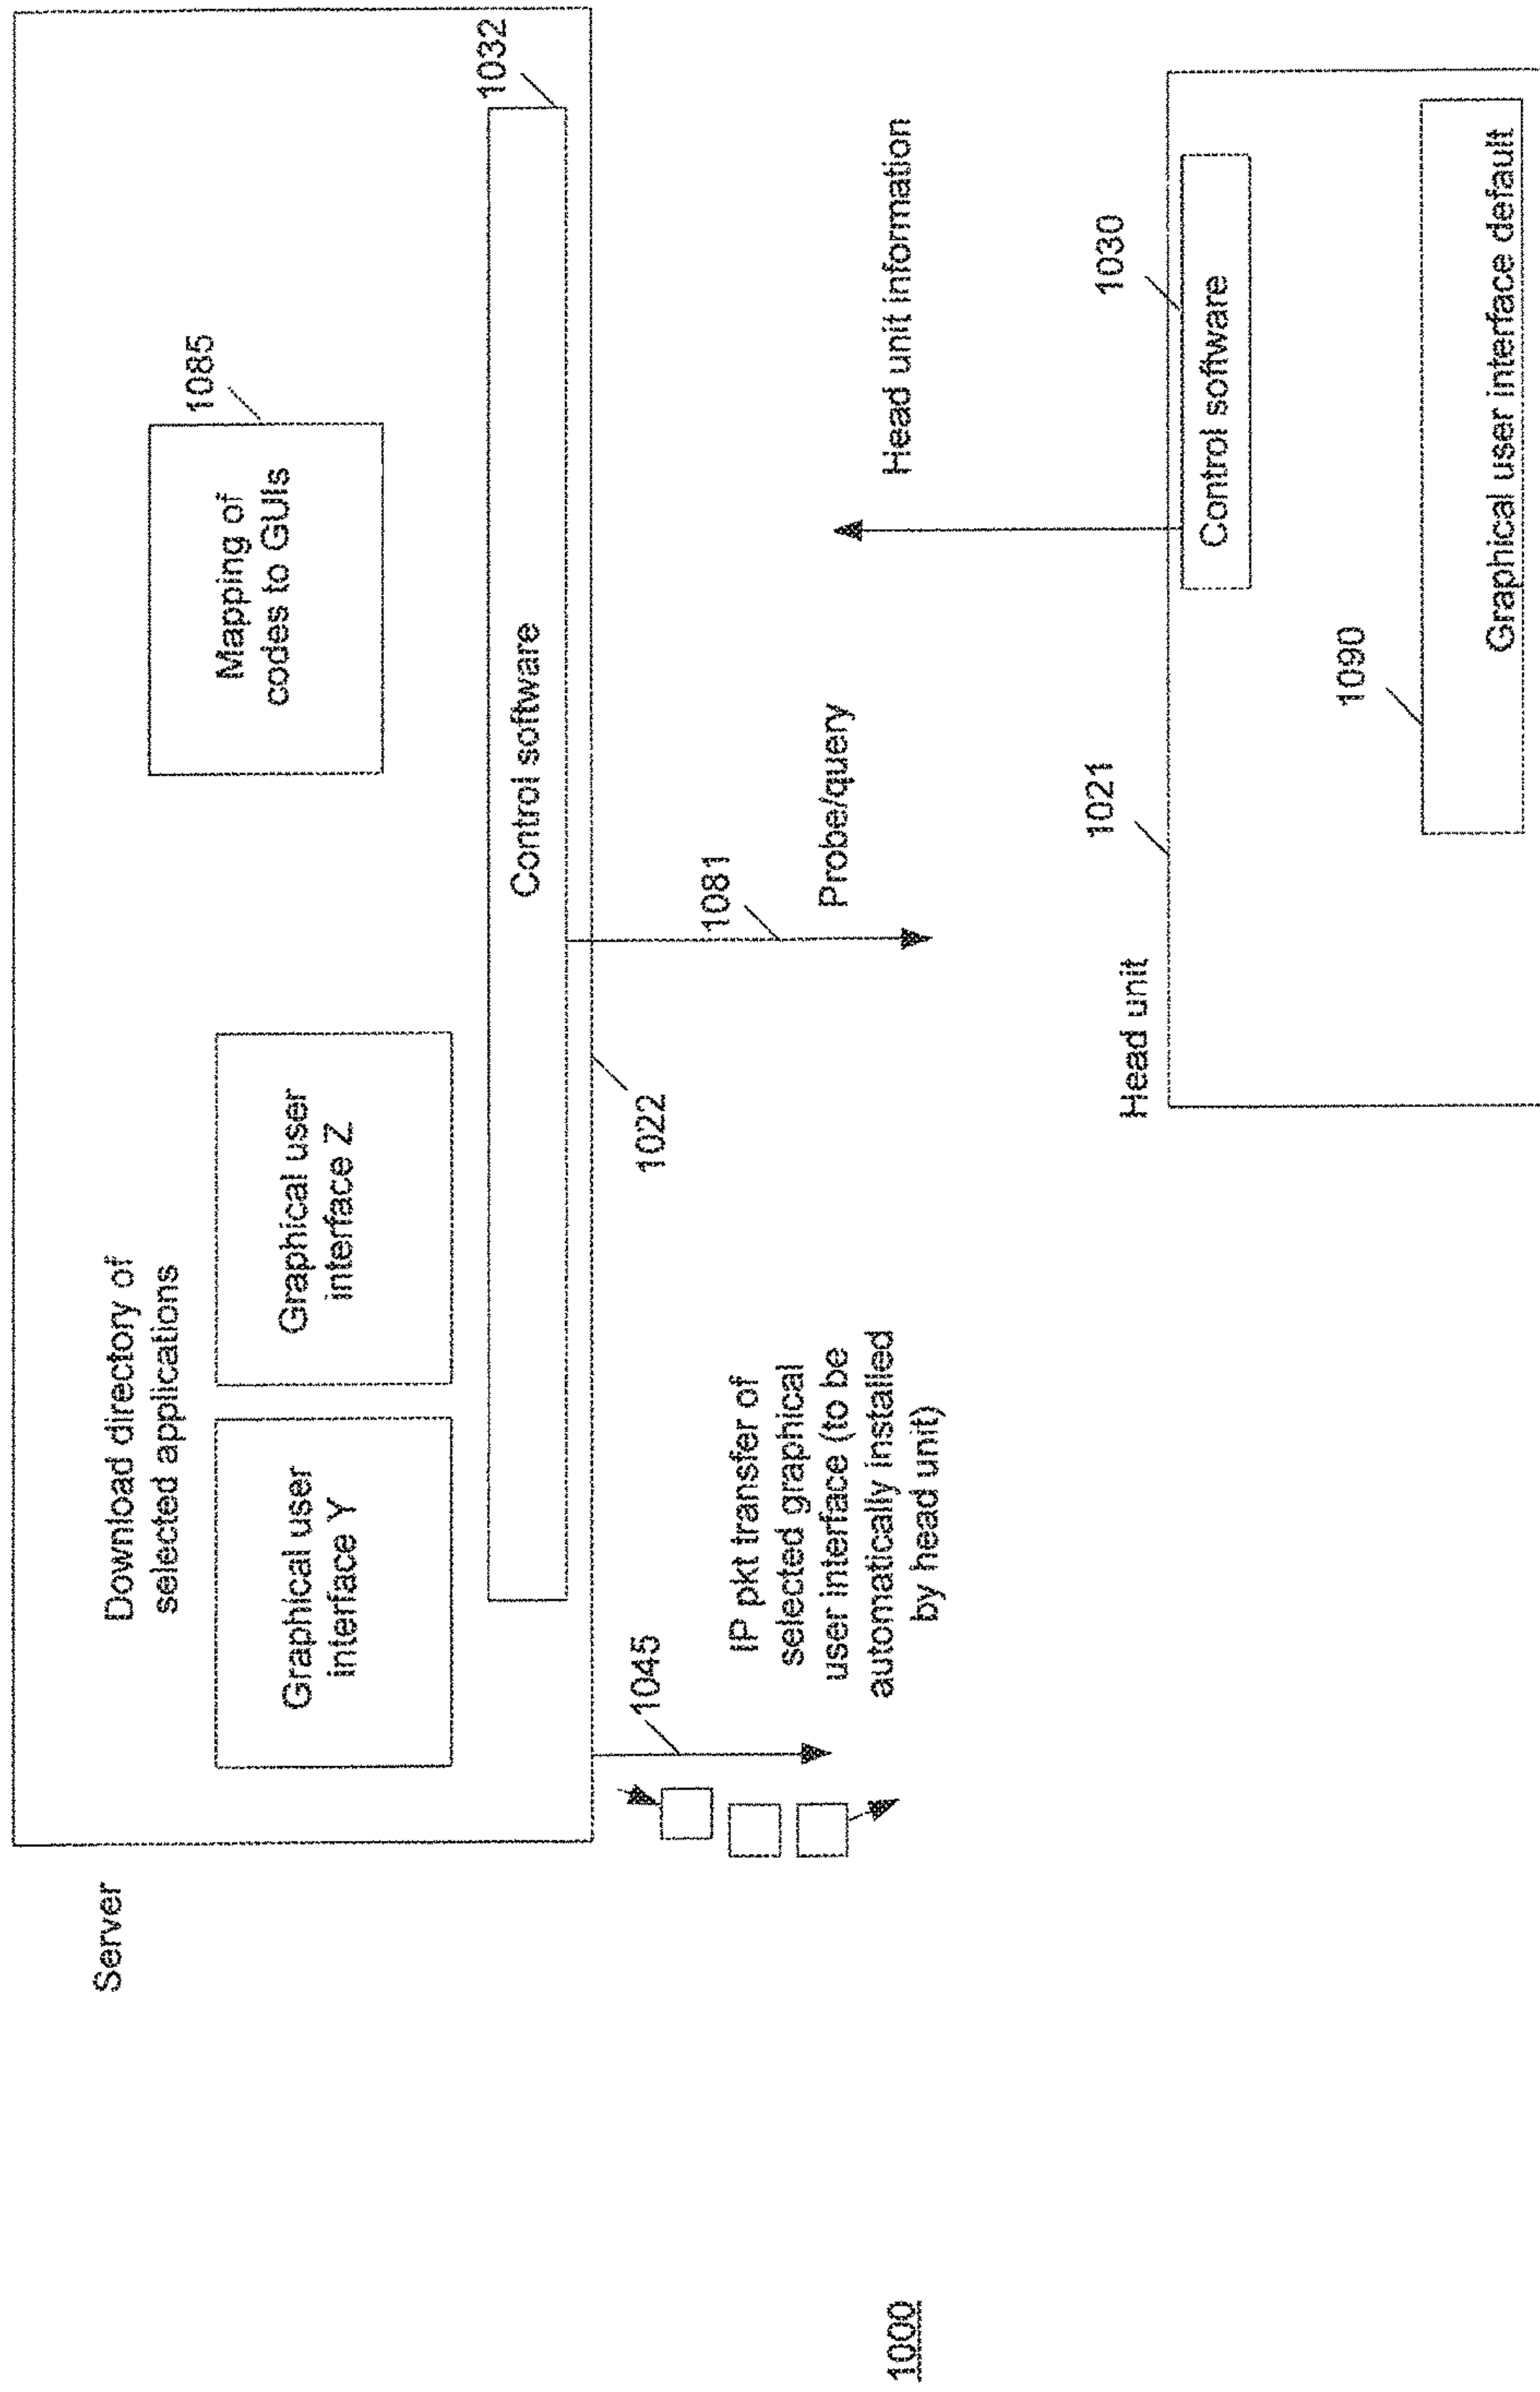 Server
Download directory of
selected applications
Graphical user
interface Y
Graphical user
interface Z
Mapping of
codes to GUIs
1085
Control software
1032
1022
1045
IP pkt transfer of
selected graphical
user interface (to be
automatically installed
by head unit)
1081
Probe/query
Head unit information
Head unit
1021
1030
Control software
1090
Graphical user interface default
1000